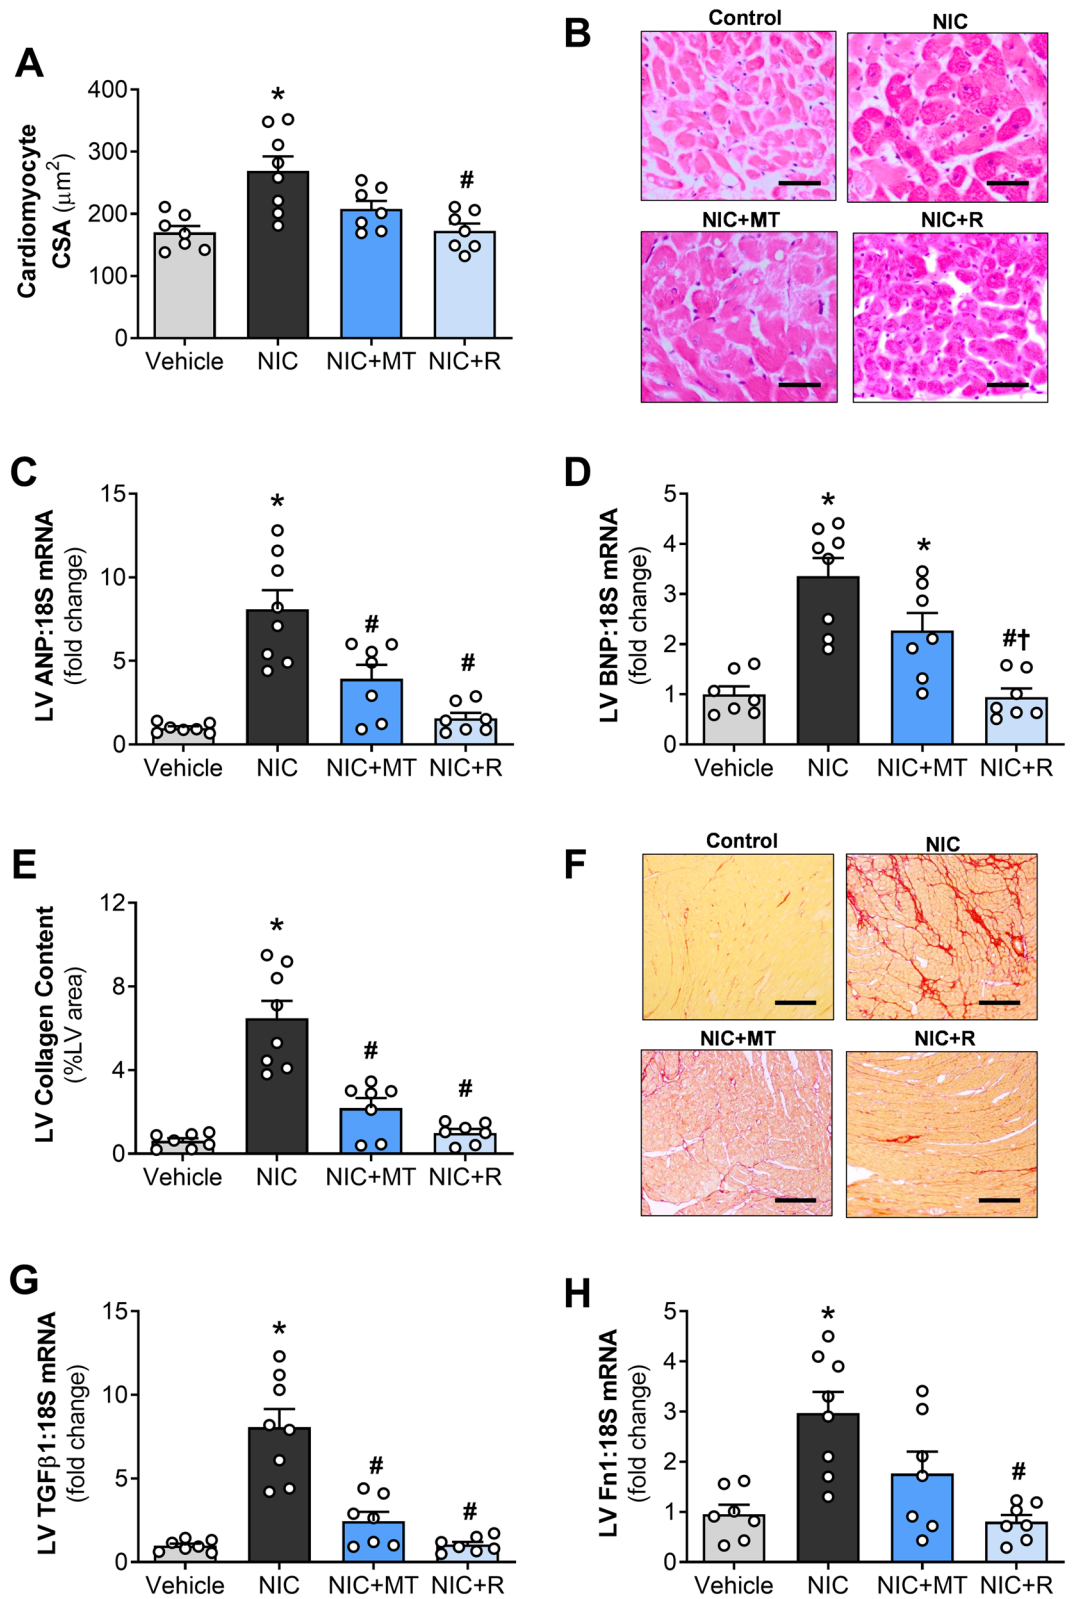 A
Cardiomyocyte
CSA (μm²)
400
300
200
100
0
*
#
Vehicle NIC NIC+MT NIC+R
B
Control NIC
NIC+MT NIC+R
C
LV ANP:18S mRNA
(fold change)
15
10
5
0
*
#
#
Vehicle NIC NIC+MT NIC+R
D
LV BNP:18S mRNA
(fold change)
5
4
3
2
1
0
*
*
#†
Vehicle NIC NIC+MT NIC+R
E
LV Collagen Content
(%LV area)
12
8
4
0
*
#
#
Vehicle NIC NIC+MT NIC+R
F
Control NIC
NIC+MT NIC+R
G
LV TGFβ1:18S mRNA
(fold change)
15
10
5
0
*
#
#
Vehicle NIC NIC+MT NIC+R
H
LV Fn1:18S mRNA
(fold change)
5
4
3
2
1
0
*
#
Vehicle NIC NIC+MT NIC+R